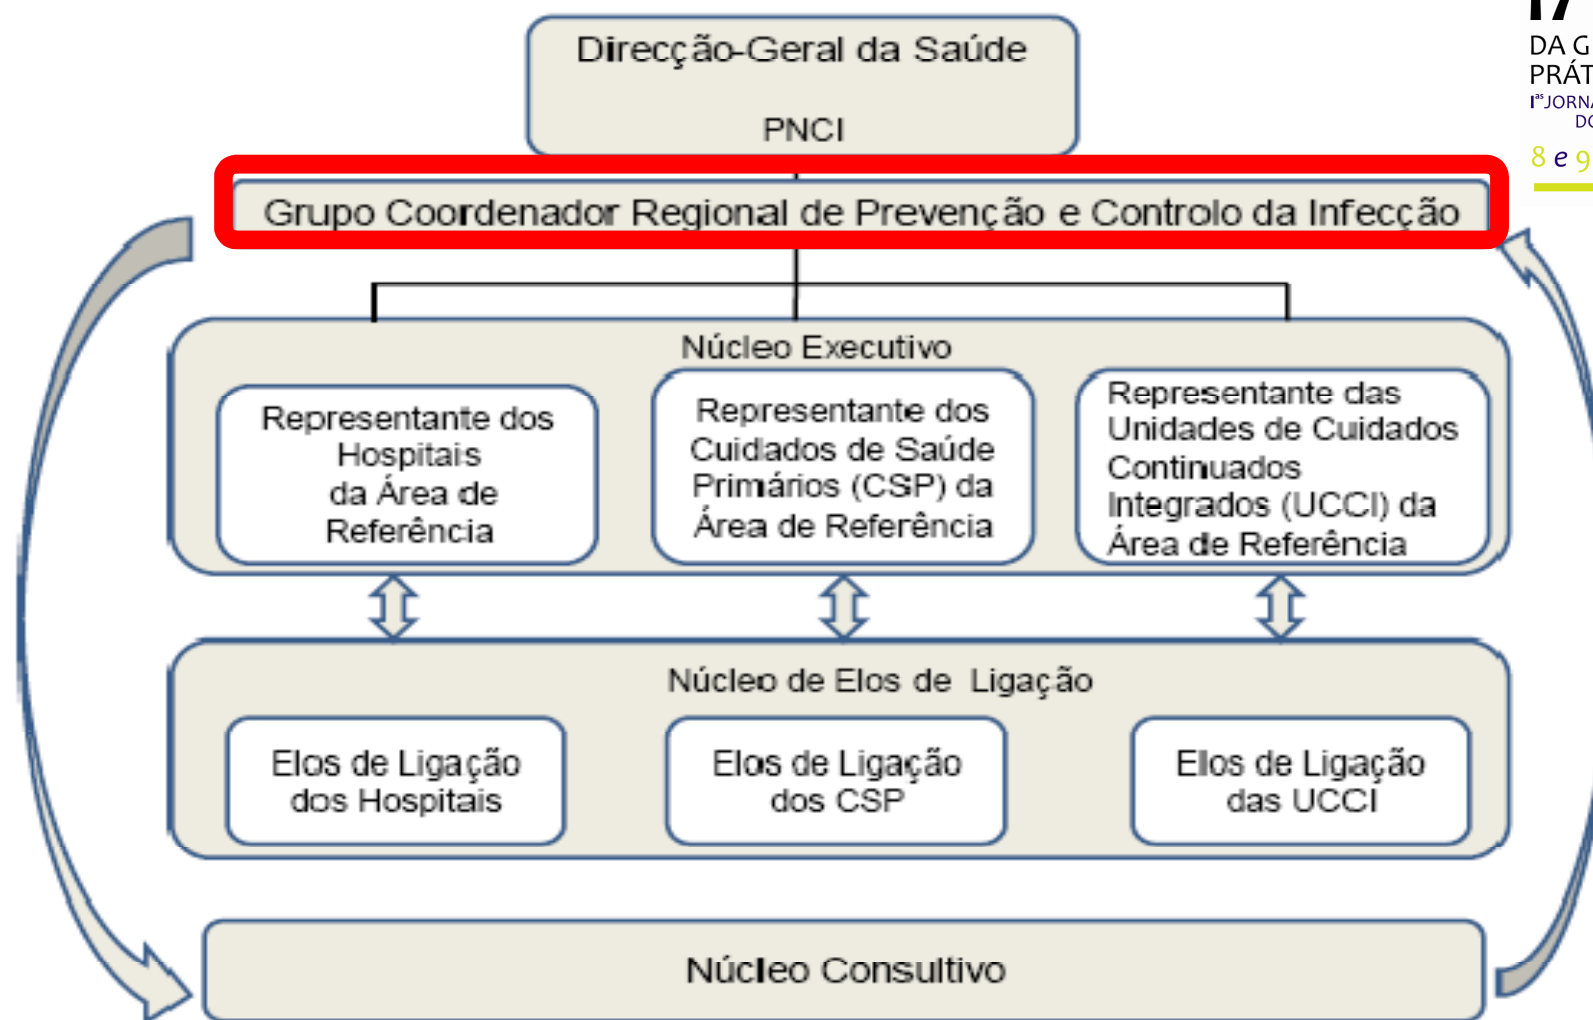 Direcção-Geral da Saúde
PNCI
DA G
PRÁT
Iªs JORNA
DO
8 e 9
Grupo Coordenador Regional de Prevenção e Controlo da Infecção
Núcleo Executivo
Representante dos
Hospitais
da Área de
Referência
Representante dos
Cuidados de Saúde
Primários (CSP) da
Área de Referência
Representante das
Unidades de Cuidados
Continuados
Integrados (UCCI) da
Área de Referência
Núcleo de Elos de Ligação
Elos de Ligação
dos Hospitais
Elos de Ligação
dos CSP
Elos de Ligação
das UCCI
Núcleo Consultivo